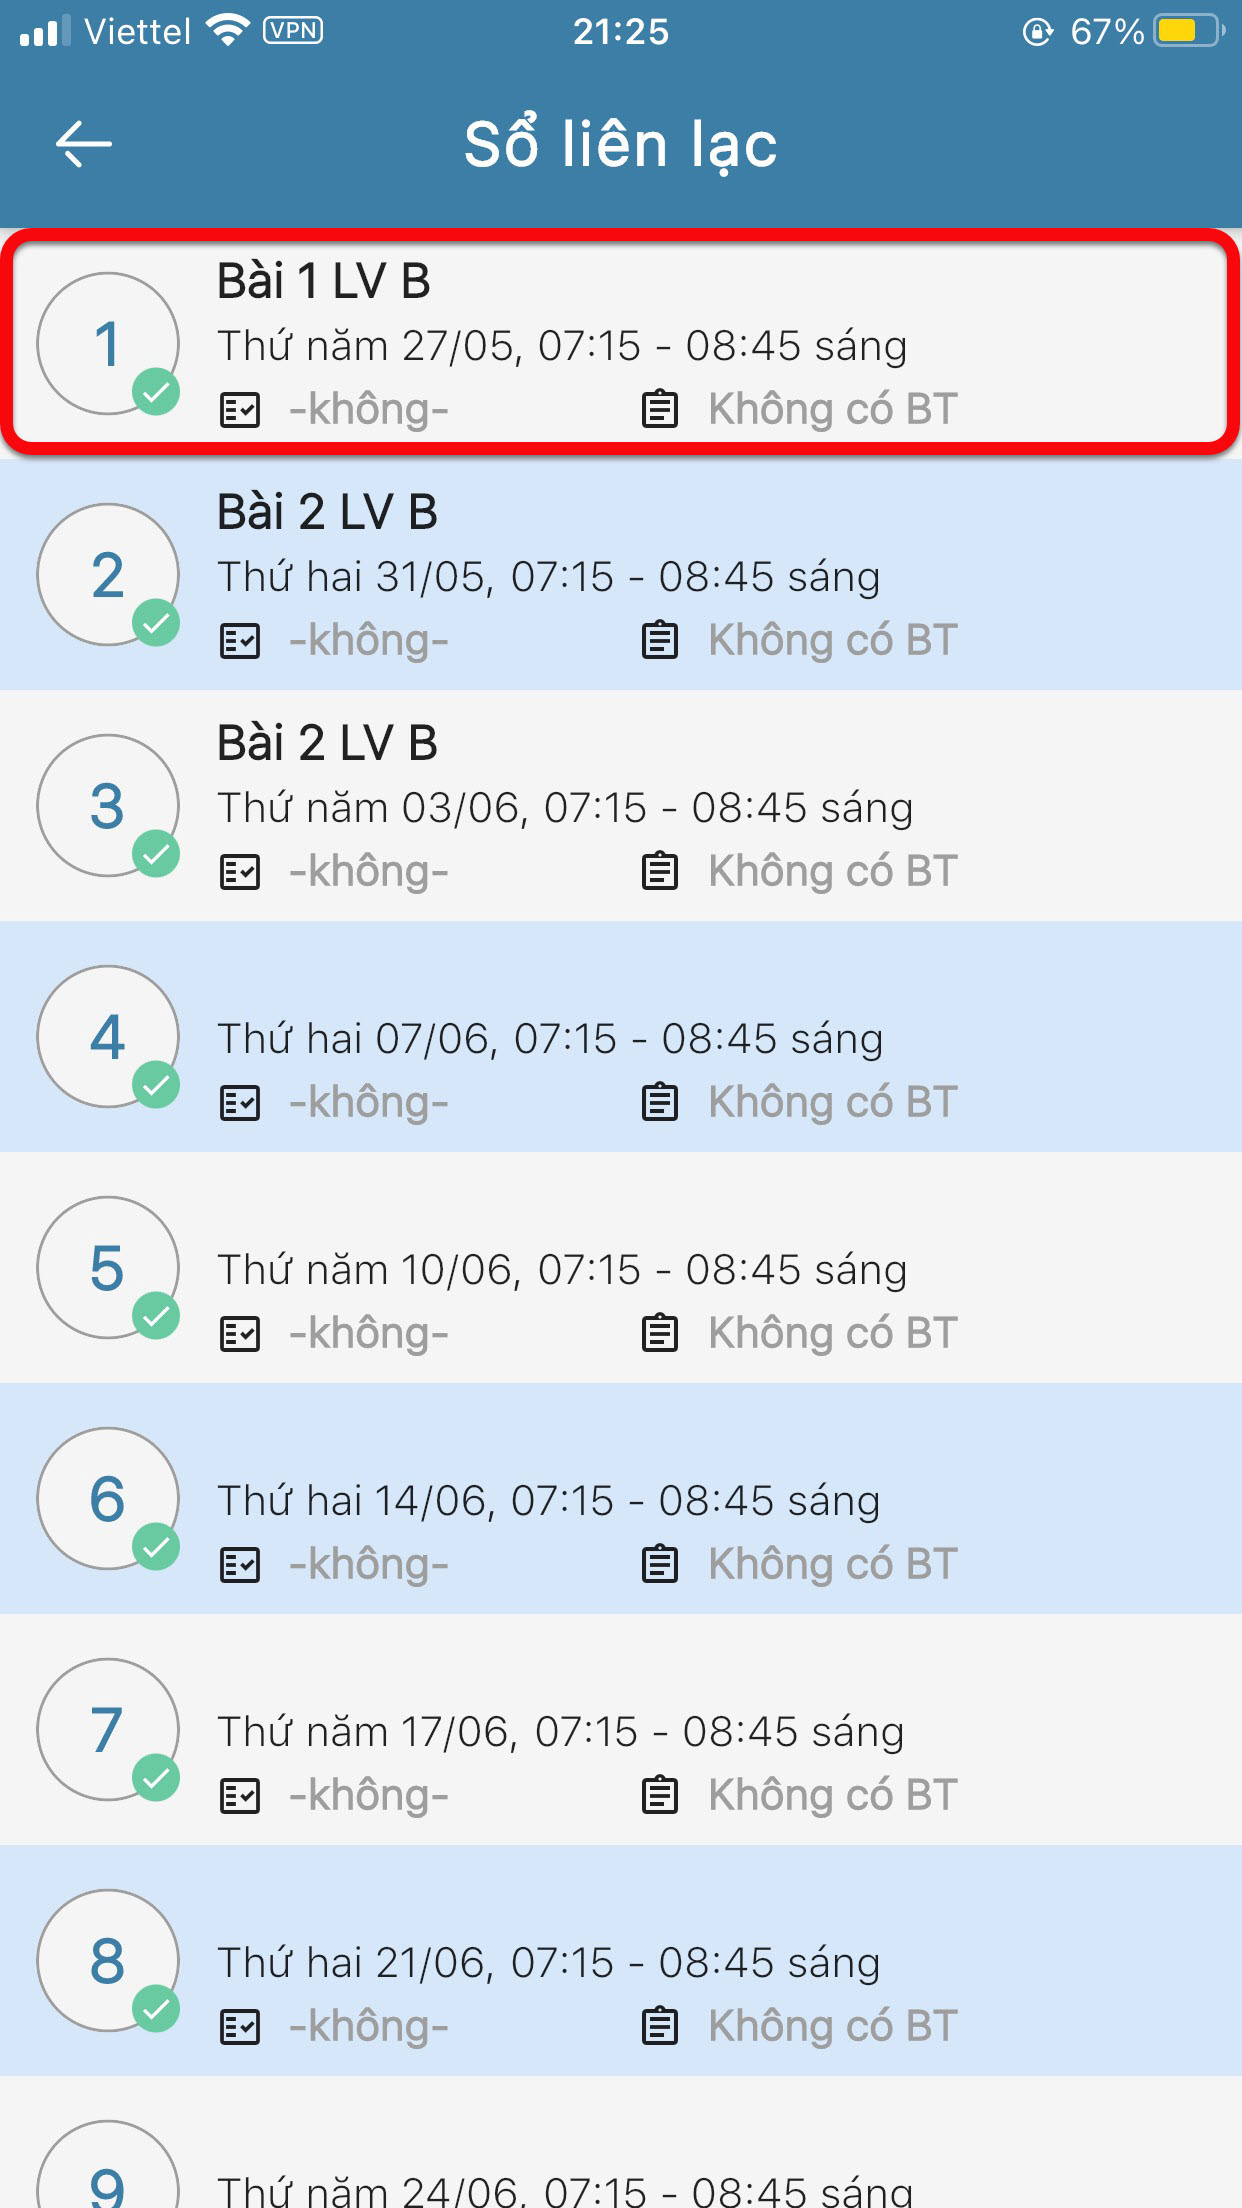 Viettel VPN 21:25 67%
Sổ liên lạc
1
Bài 1 LV B
Thứ năm 27/05, 07:15 - 08:45 sáng
-không- Không có BT
2
Bài 2 LV B
Thứ hai 31/05, 07:15 - 08:45 sáng
-không- Không có BT
3
Bài 2 LV B
Thứ năm 03/06, 07:15 - 08:45 sáng
-không- Không có BT
4
Thứ hai 07/06, 07:15 - 08:45 sáng
-không- Không có BT
5
Thứ năm 10/06, 07:15 - 08:45 sáng
-không- Không có BT
6
Thứ hai 14/06, 07:15 - 08:45 sáng
-không- Không có BT
7
Thứ năm 17/06, 07:15 - 08:45 sáng
-không- Không có BT
8
Thứ hai 21/06, 07:15 - 08:45 sáng
-không- Không có BT
9
Thứ năm 24/06, 07:15 - 08:45 sáng